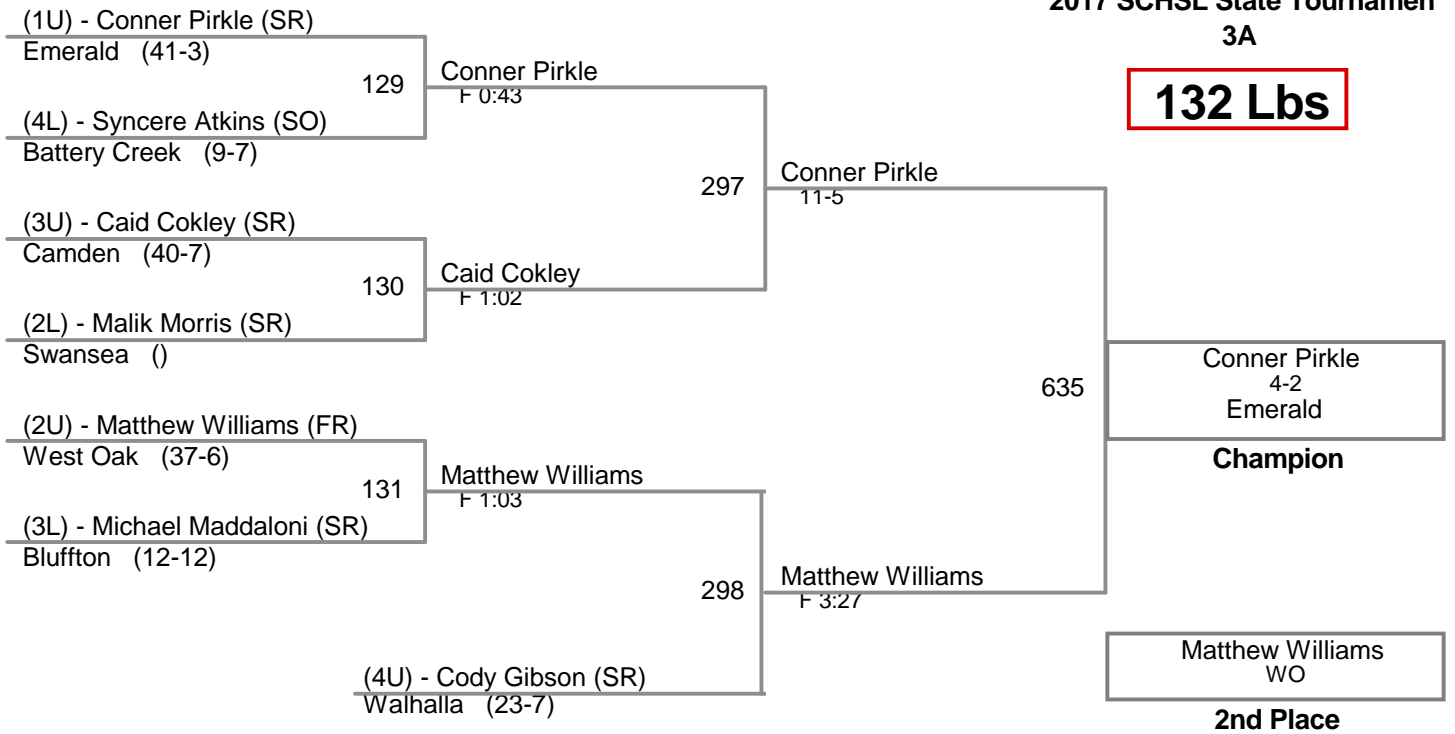 2017 SCHSL State Tournamen
3A
132 Lbs
(1U) - Conner Pirkle (SR)
Emerald (41-3)
129
Conner Pirkle
F 0:43
(4L) - Syncere Atkins (SO)
Battery Creek (9-7)
297
Conner Pirkle
11-5
(3U) - Caid Cokley (SR)
Camden (40-7)
130
Caid Cokley
F 1:02
(2L) - Malik Morris (SR)
Swansea ()
635
Conner Pirkle
4-2
Emerald
Champion
(2U) - Matthew Williams (FR)
West Oak (37-6)
131
Matthew Williams
F 1:03
(3L) - Michael Maddaloni (SR)
Bluffton (12-12)
298
Matthew Williams
F 3:27
(4U) - Cody Gibson (SR)
Walhalla (23-7)
Matthew Williams
WO
2nd Place